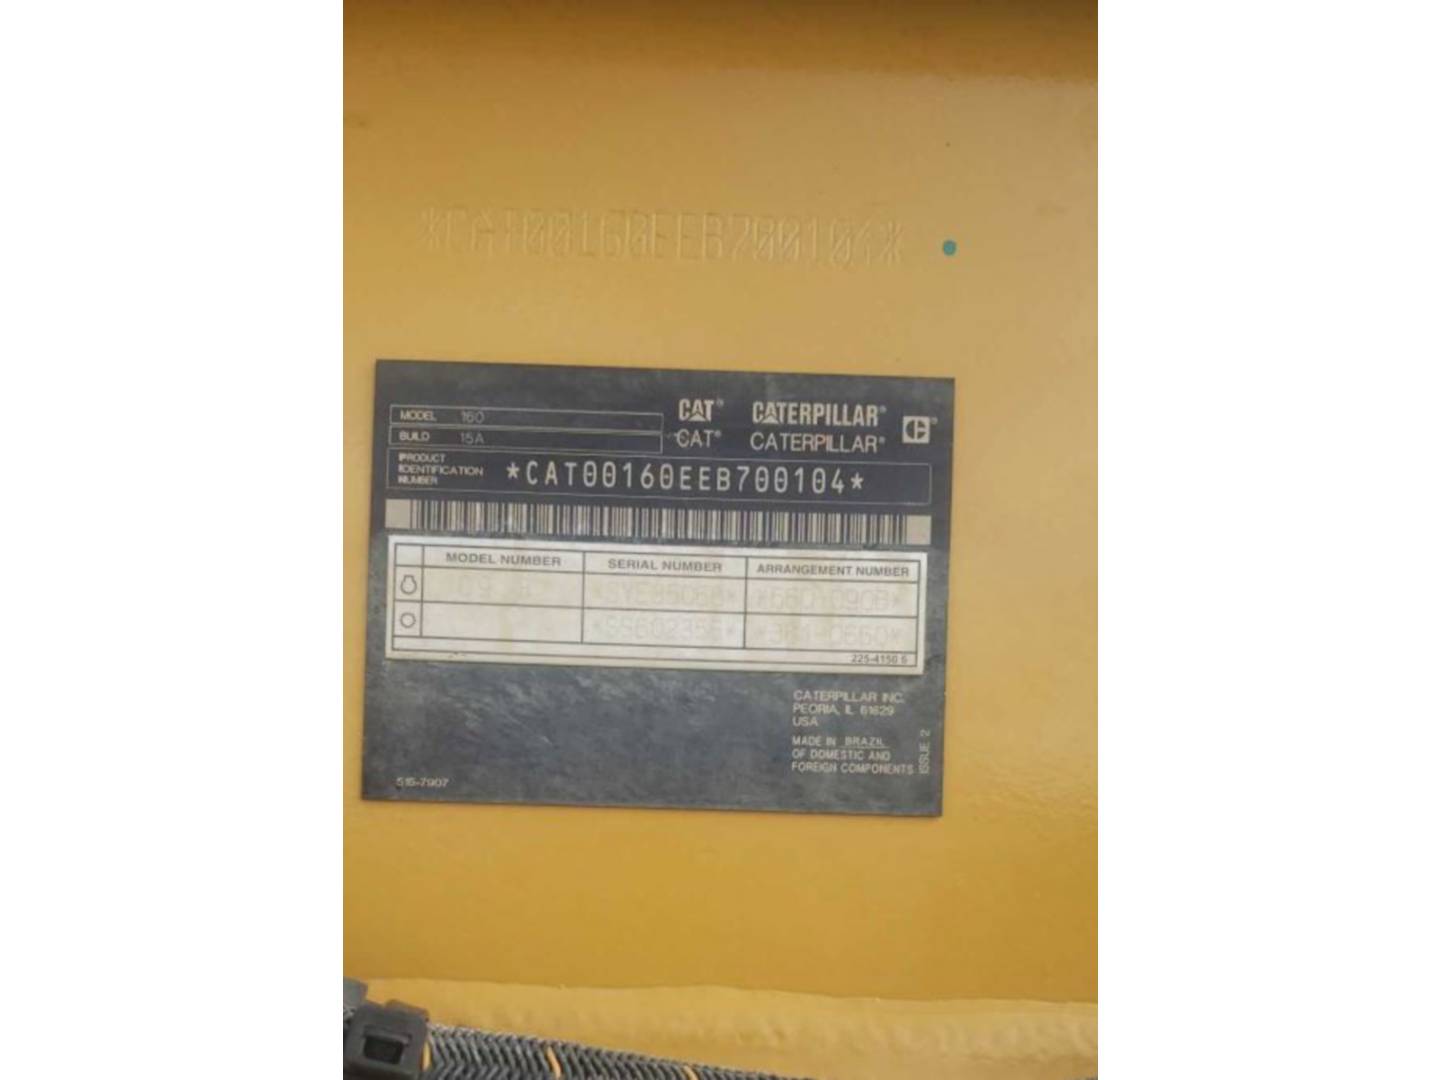 *CAT00160EEB700104*
MODEL 160
BUILD 15A
CAT® CATERPILLAR®
CAT® CATERPILLAR®
PRODUCT
IDENTIFICATION
NUMBER
*CAT00160EEB700104*
MODEL NUMBER SERIAL NUMBER ARRANGEMENT NUMBER
225-4150 5
CATERPILLAR INC.
PEORIA, IL 61629
USA
MADE IN BRAZIL
OF DOMESTIC AND
FOREIGN COMPONENTS
ISSUE 2
515-7907